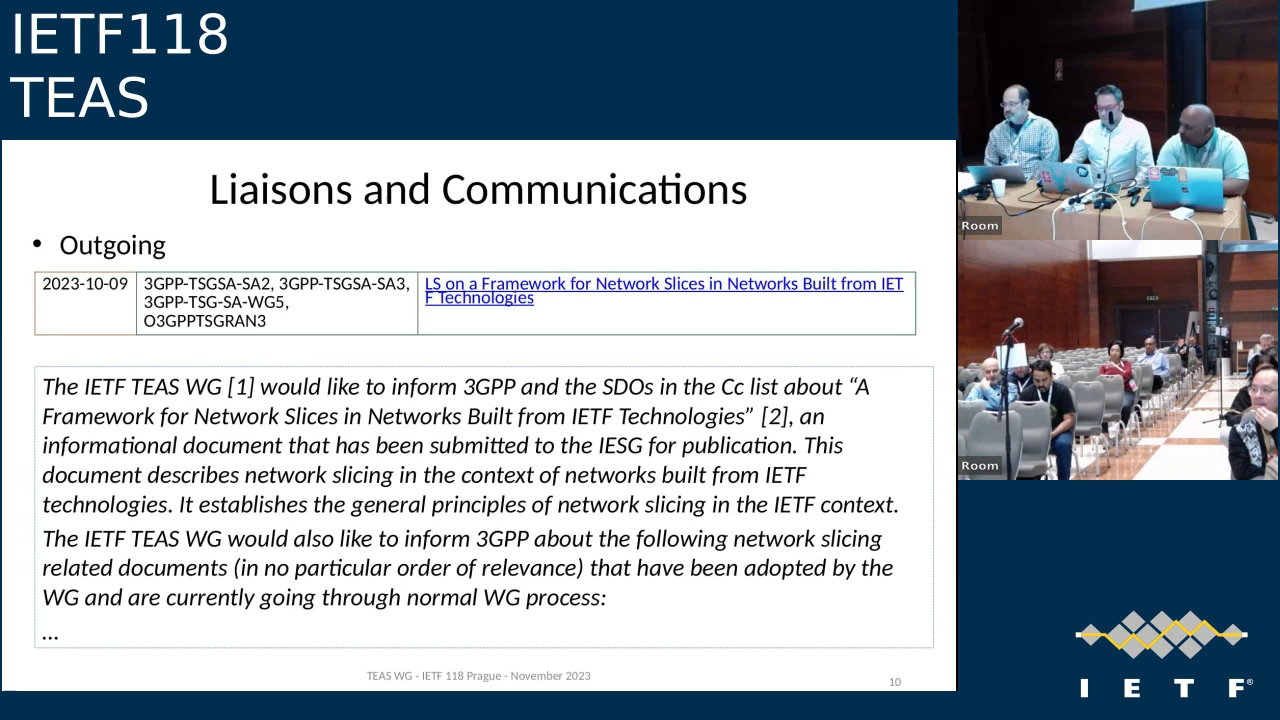 IETF118
TEAS
Liaisons and Communications
• Outgoing
2023-10-09
3GPP-TSGSA-SA2, 3GPP-TSGSA-SA3,
3GPP-TSG-SA-WG5,
O3GPPTSGRAN3
LS on a Framework for Network Slices in Networks Built from IET
F Technologies
The IETF TEAS WG [1] would like to inform 3GPP and the SDOs in the Cc list about “A
Framework for Network Slices in Networks Built from IETF Technologies” [2], an
informational document that has been submitted to the IESG for publication. This
document describes network slicing in the context of networks built from IETF
technologies. It establishes the general principles of network slicing in the IETF context.
The IETF TEAS WG would also like to inform 3GPP about the following network slicing
related documents (in no particular order of relevance) that have been adopted by the
WG and are currently going through normal WG process:
...
TEAS WG - IETF 118 Prague - November 2023
10
Room
Room
I E T F®